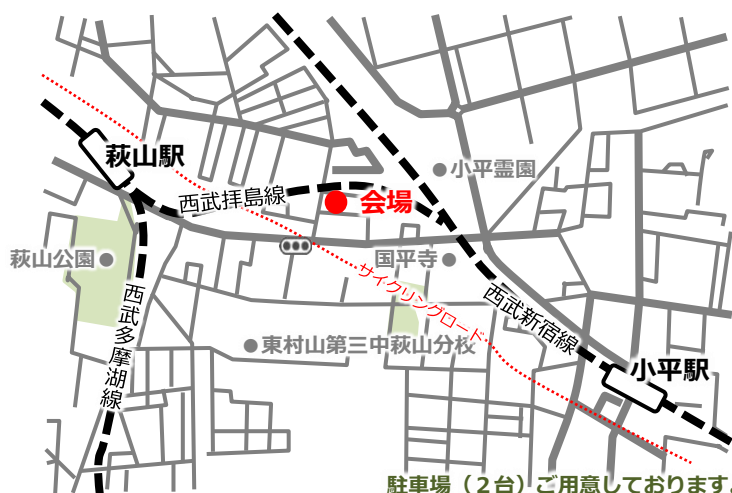 萩山駅
小平霊園
西武拝島線
会場
萩山公園
国平寺
サイクリングロード
西武多摩湖線
西武新宿線
東村山第三中萩山分校
小平駅
駐車場（２台）ご用意しております。